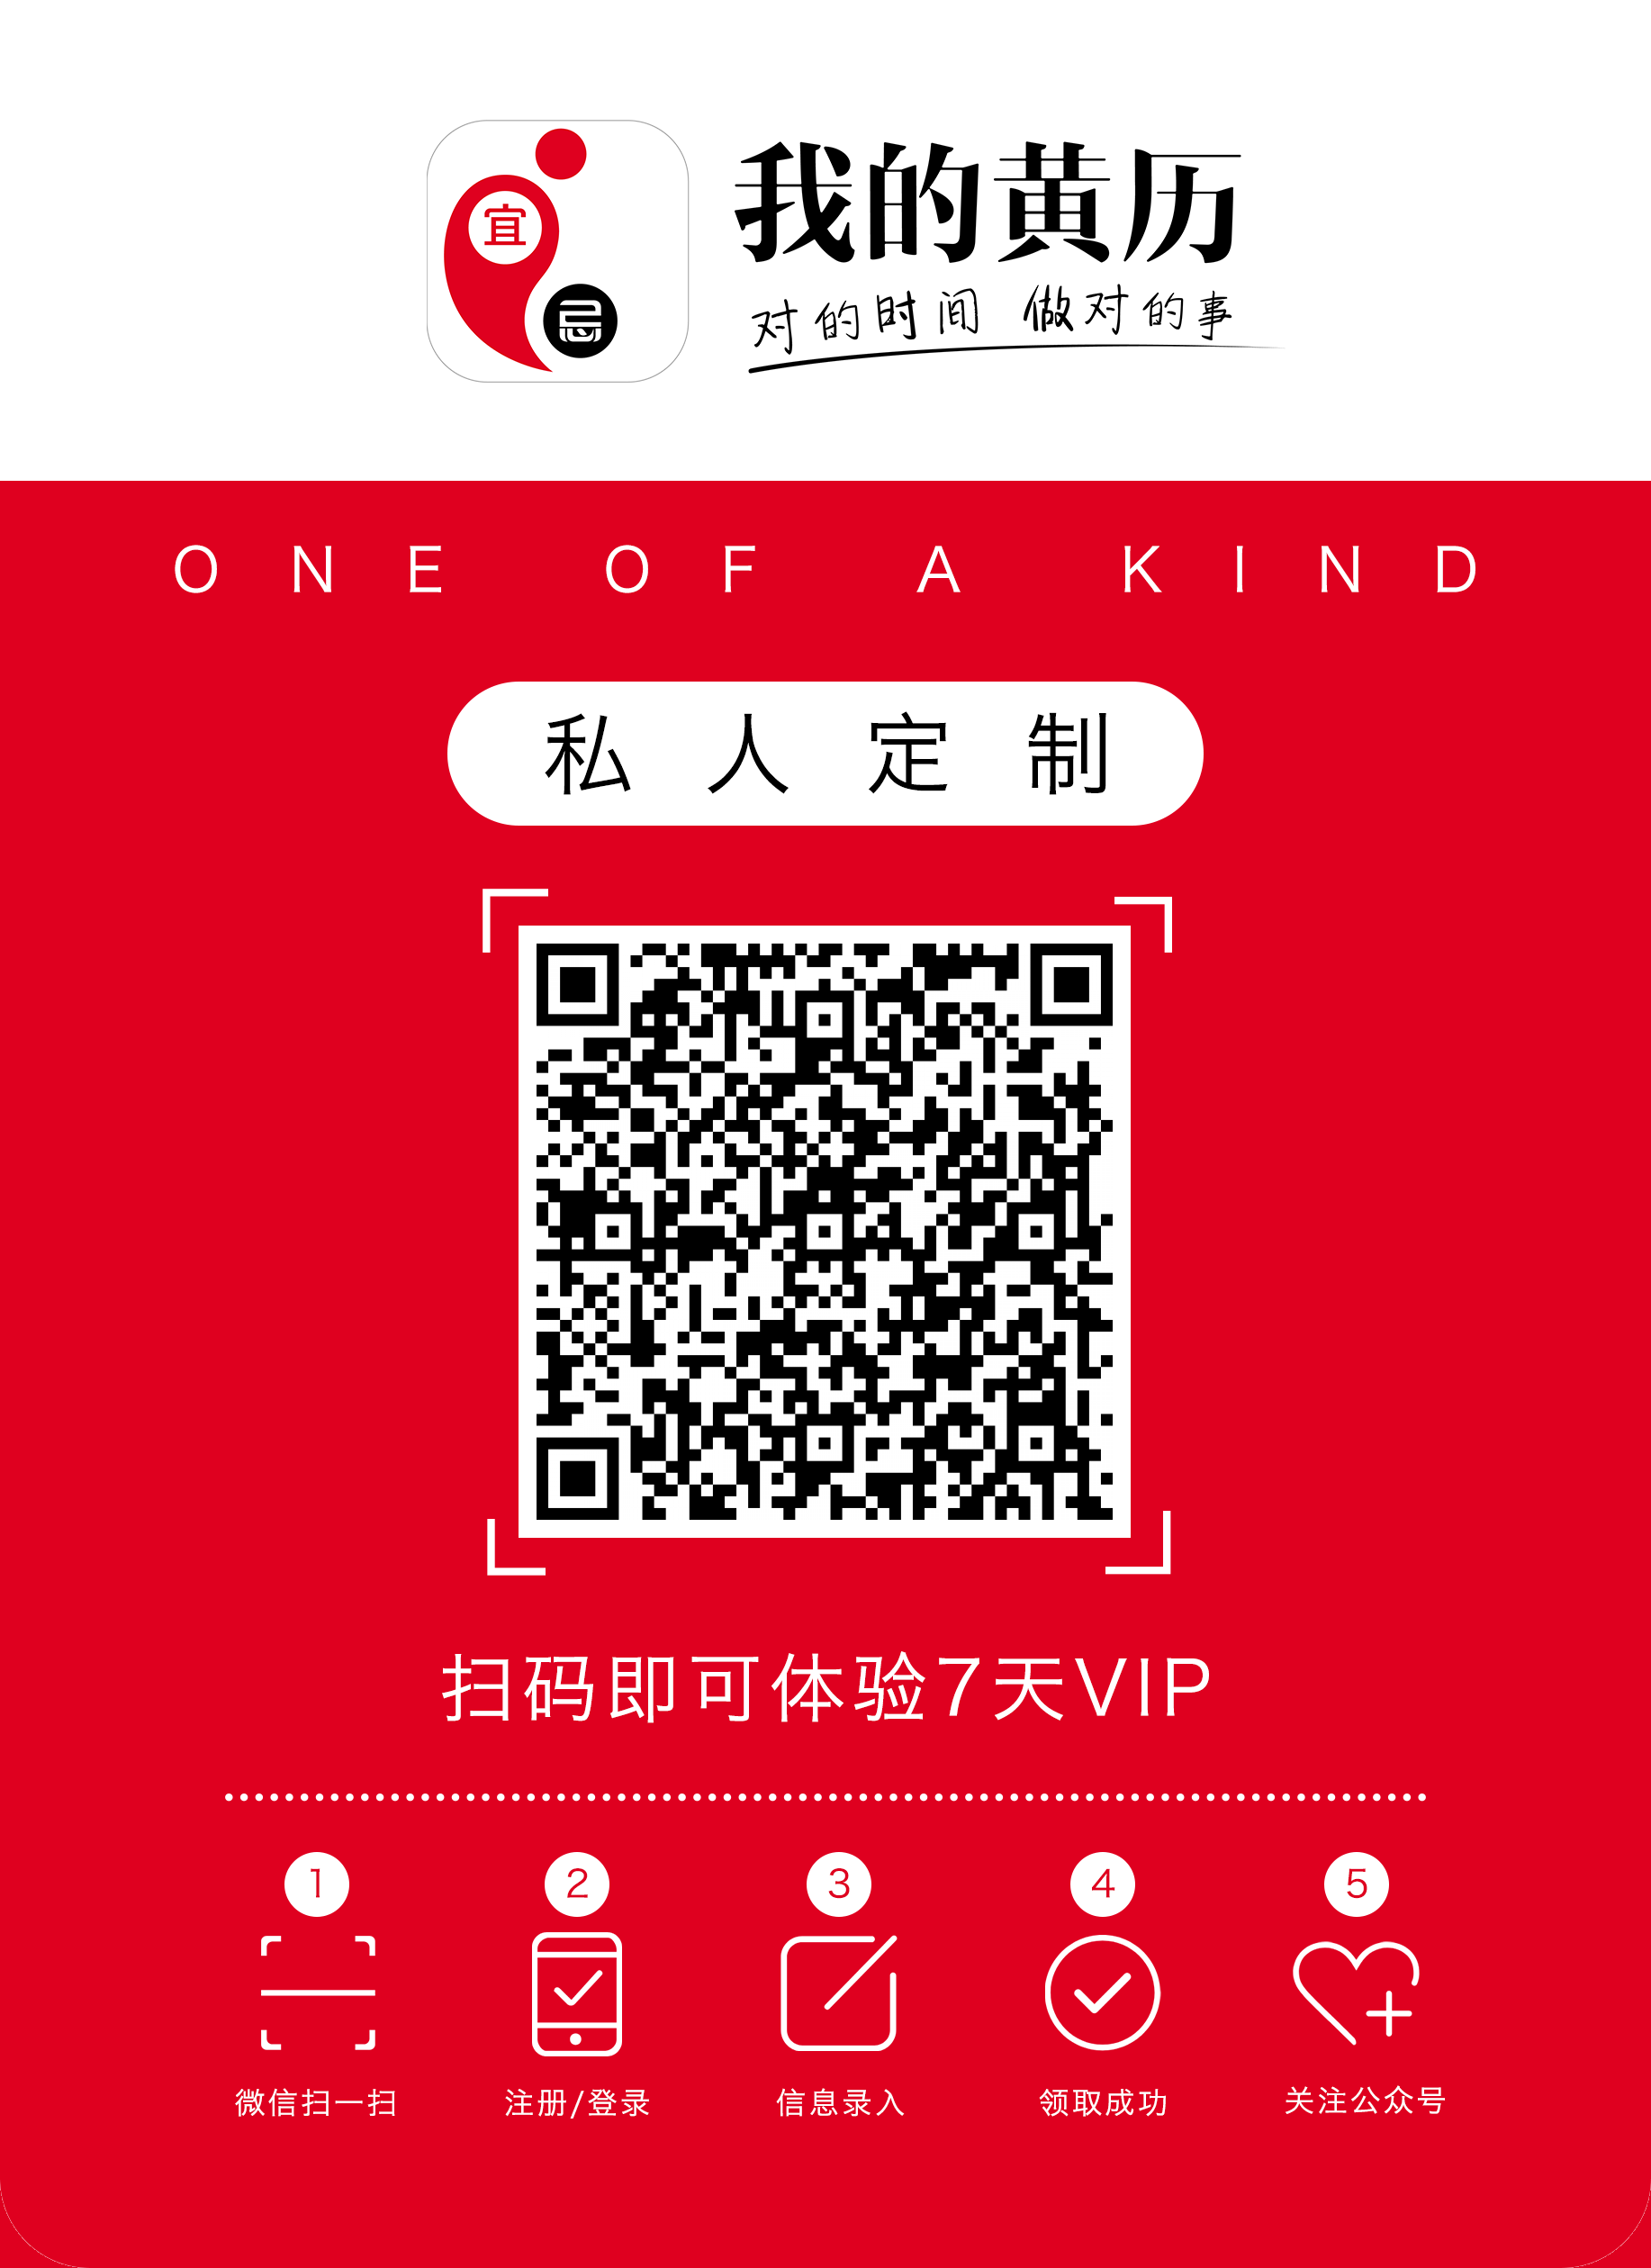 宜
忌
我的黄历
对的时间 做对的事
ONE OF A KIND
私人定制
扫码即可体验7天VIP
1 2 3 4 5
微信扫一扫 注册/登录 信息录入 领取成功 关注公众号